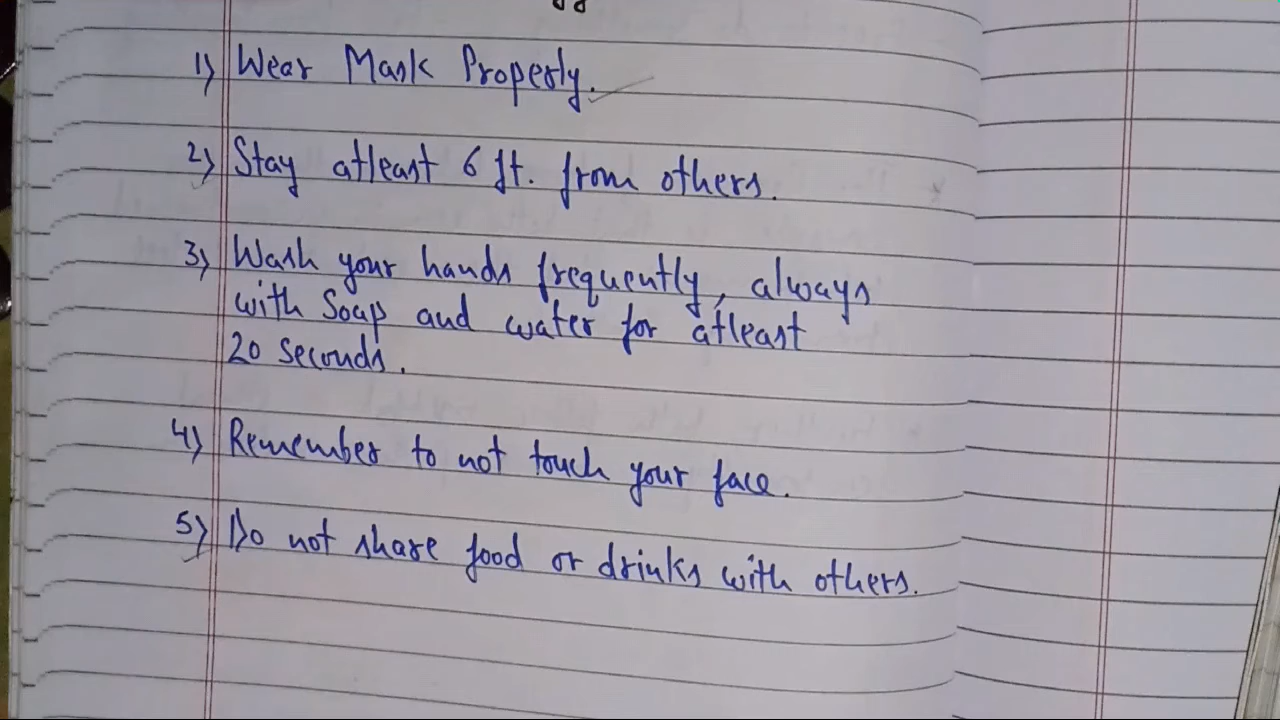 1) Wear Mask Properly.
2) Stay atleast 6 ft. from others.
3) Wash your hands frequently, always
with Soap and water for atleast
20 seconds.
4) Remember to not touch your face.
5) Do not share food or drinks with others.